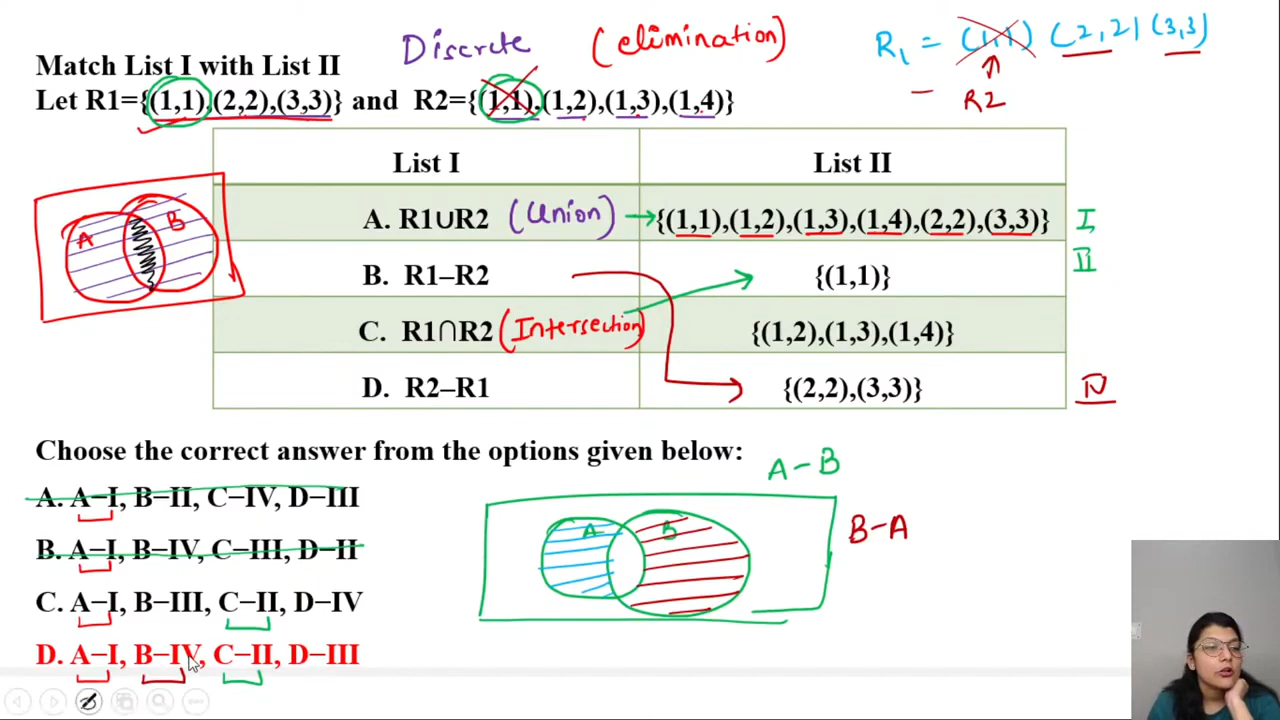 Discrete (elimination)
R1 = (1,1) (2,2) (3,3)
- R2
Match List I with List II
Let R1={(1,1),(2,2),(3,3)} and R2={(1,1),(1,2),(1,3),(1,4)}
List I List II
A. R1∪R2 (Union) → {(1,1),(1,2),(1,3),(1,4),(2,2),(3,3)} I
B. R1–R2 {(1,1)} II
C. R1∩R2 (Intersection) {(1,2),(1,3),(1,4)}
D. R2–R1 {(2,2),(3,3)} IV
A B
Choose the correct answer from the options given below:
A. A–I, B–II, C–IV, D–III
B. A–I, B–IV, C–III, D–II
C. A–I, B–III, C–II, D–IV
D. A–I, B–IV, C–II, D–III
A – B
B – A
A B